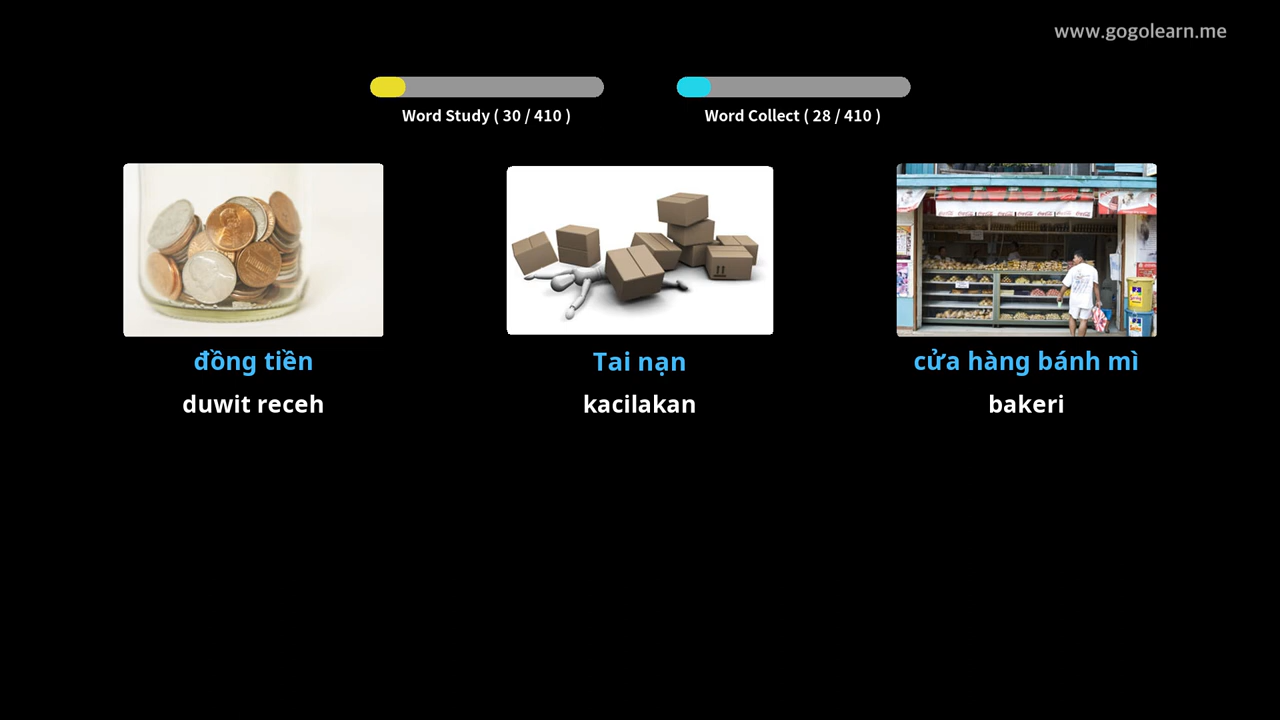 www.gogolearn.me
Word Study ( 30 / 410 )
Word Collect ( 28 / 410 )
đồng tiền
Tai nạn
cửa hàng bánh mì
duwit receh
kacilakan
bakeri